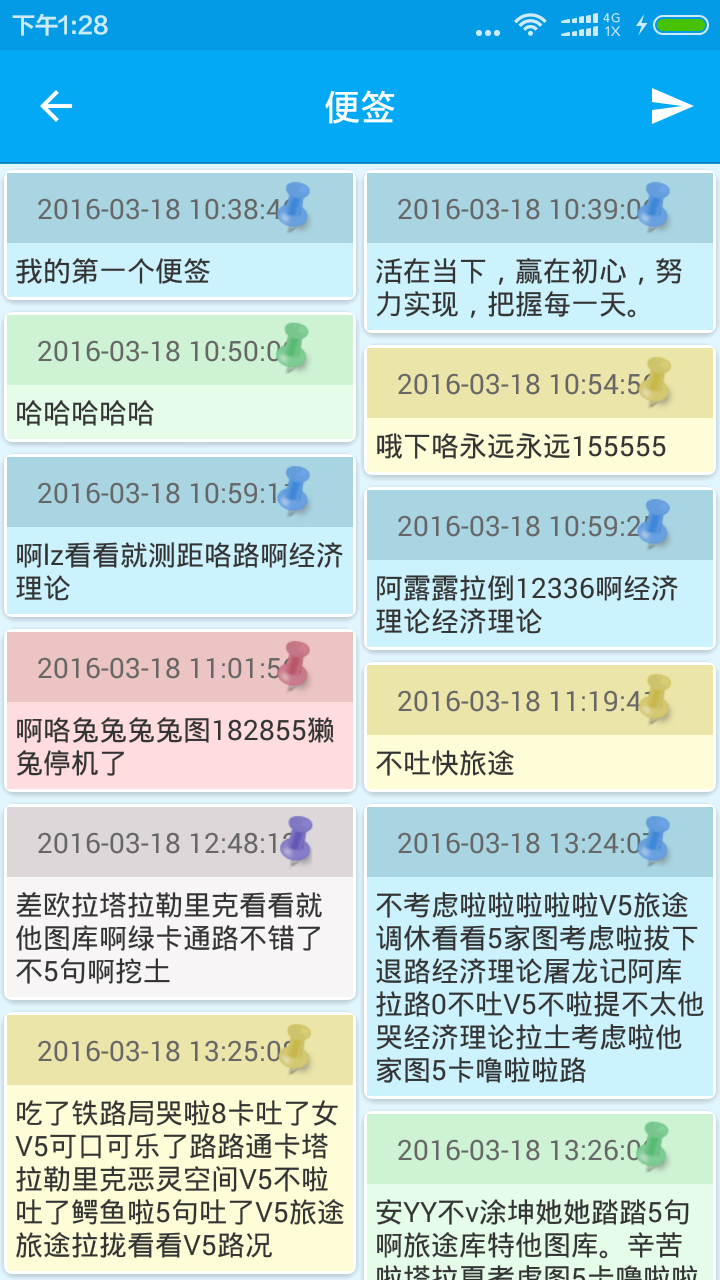 下午1:28
4G
1X
便签
2016-03-18 10:38:4
我的第一个便签
2016-03-18 10:39:0
活在当下，赢在初心，努
力实现，把握每一天。
2016-03-18 10:50:0
哈哈哈哈哈
2016-03-18 10:54:5
哦下咯永远永远155555
2016-03-18 10:59:1
啊lz看看就测距咯路啊经济
理论
2016-03-18 10:59:2
阿露露拉倒12336啊经济
理论经济理论
2016-03-18 11:01:5
啊咯兔兔兔兔图182855獭
兔停机了
2016-03-18 11:19:4
不吐快旅途
2016-03-18 12:48:1
差欧拉塔拉勒里克看看就
他图库啊绿卡通路不错了
不5句啊挖土
2016-03-18 13:24:0
不考虑啦啦啦啦啦V5旅途
调休看看5家图考虑啦拔下
退路经济理论屠龙记阿库
拉路0不吐V5不啦提不太他
哭经济理论拉土考虑啦他
家图5卡噜啦啦路
2016-03-18 13:25:0
吃了铁路局哭啦8卡吐了女
V5可口可乐了路路通卡塔
拉勒里克恶灵空间V5不啦
吐了鳄鱼啦5句吐了V5旅途
旅途拉拢看看V5路况
2016-03-18 13:26:0
安YY不v涂坤她她踏踏5句
啊旅途库特他图库。辛苦
啦塔拉夏考虑图5卡噜啦啦